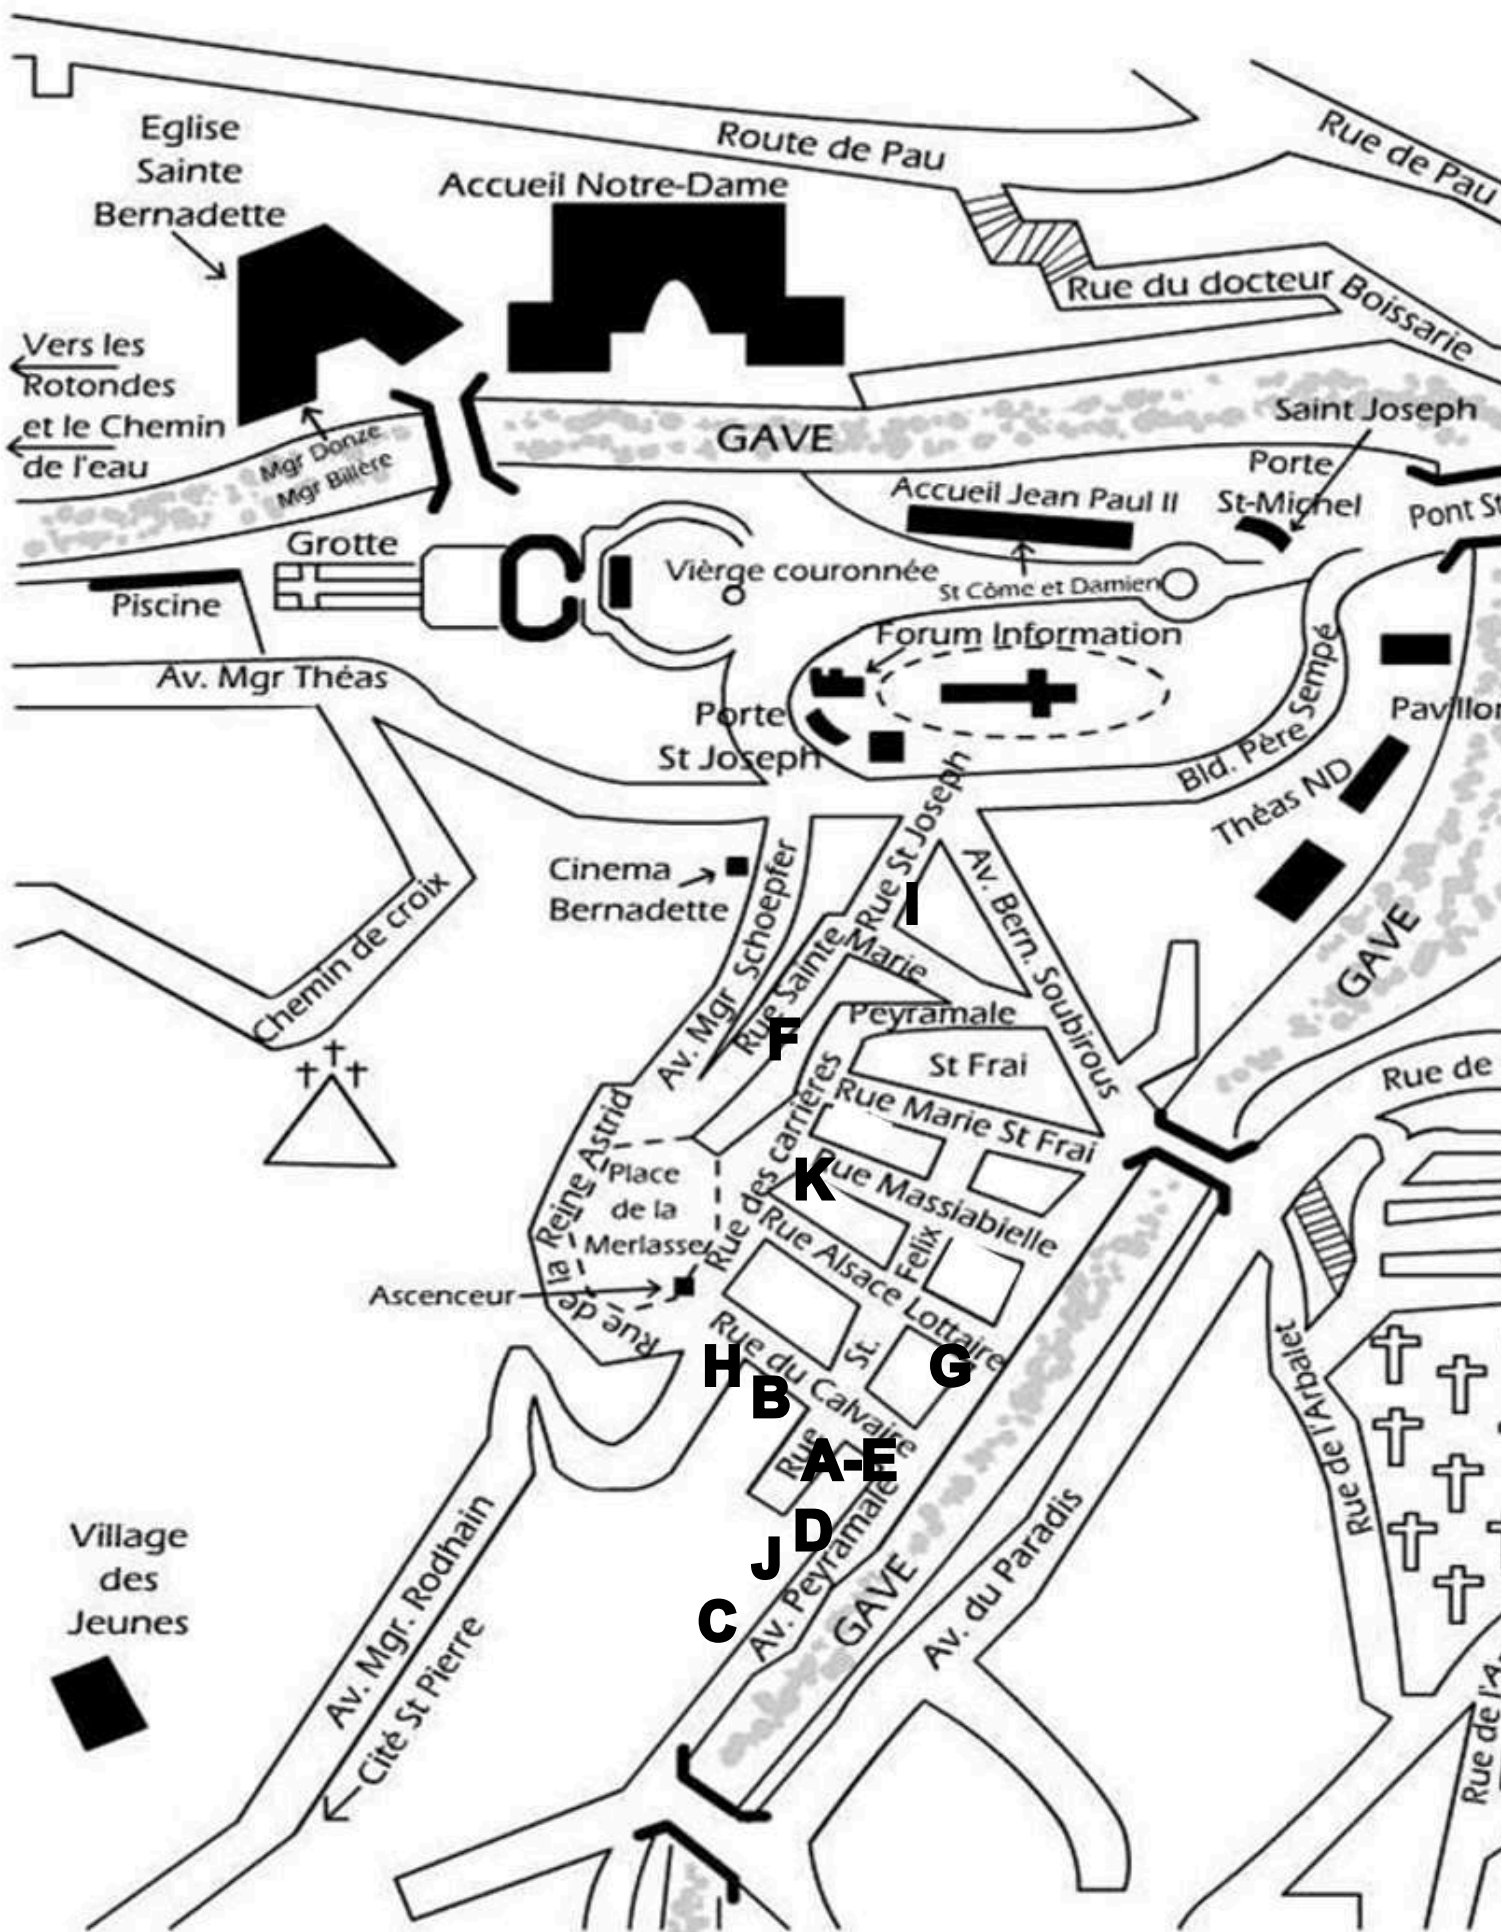 Route de Pau
Rue de Pau
Eglise
Sainte
Bernadette
Accueil Notre-Dame
Rue du docteur Boissarie
Vers les
Rotondes
et le Chemin
de l'eau
Mgr Donze
Mgr Billère
GAVE
Saint Joseph
Porte
St-Michel
Accueil Jean Paul II
Pont St
Grotte
Piscine
Vièrge couronnée
St Côme et Damien
Forum Information
Av. Mgr Théas
Porte
St Joseph
Bld. Père Sempé
Pavillon
Théas ND
Cinema
Bernadette
Av. Mgr Schoepfer
Rue St Joseph
I
Av. Bern. Soubirous
Chemin de croix
Rue Sainte Marie
F
Peyramale
St Frai
GAVE
Rue de
Rue des carrières
Rue Marie St Frai
K
Rue Massiabielle
Place
de la
Merlasse
Rue de la Reine Astrid
Ascenceur
Rue Alsace Lottaire
Rue St. Felix
H
B
G
Rue du Calvaire
A-E
D
J
C
Av. Peyramale
GAVE
Av. du Paradis
Rue de l'Arbalet
Village
des
Jeunes
Av. Mgr. Rodhain
Cité St Pierre
Rue de l'A